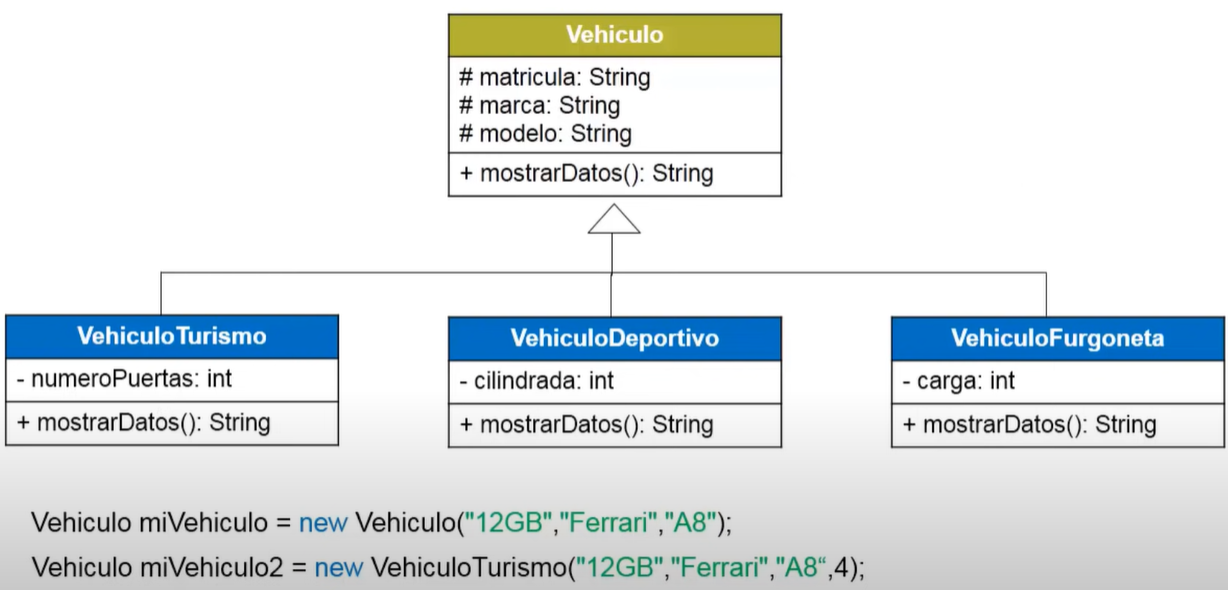 Vehiculo
# matricula: String
# marca: String
# modelo: String
+ mostrarDatos(): String
VehiculoTurismo
- numeroPuertas: int
+ mostrarDatos(): String
VehiculoDeportivo
- cilindrada: int
+ mostrarDatos(): String
VehiculoFurgoneta
- carga: int
+ mostrarDatos(): String
Vehiculo miVehiculo = new Vehiculo("12GB","Ferrari","A8");
Vehiculo miVehiculo2 = new VehiculoTurismo("12GB","Ferrari","A8“,4);